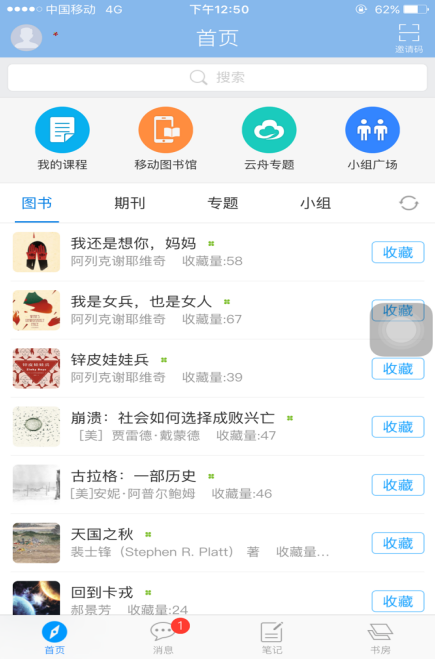 中国移动 4G 下午12:50 62%
首页
邀请码
搜索
我的课程 移动图书馆 云舟专题 小组广场
图书 期刊 专题 小组
我还是想你，妈妈
阿列克谢耶维奇 收藏量:58
收藏
我是女兵，也是女人
阿列克谢耶维奇 收藏量:67
收藏
锌皮娃娃兵
阿列克谢耶维奇 收藏量:39
收藏
崩溃：社会如何选择成败兴亡
［美］贾雷德·戴蒙德 收藏量:47
收藏
古拉格：一部历史
[美]安妮·阿普尔鲍姆 收藏量:46
收藏
天国之秋
裴士锋（Stephen R. Platt） 著 收藏量...
收藏
回到卡戎
郝景芳 收藏量:24
收藏
首页 消息 1 笔记 书房